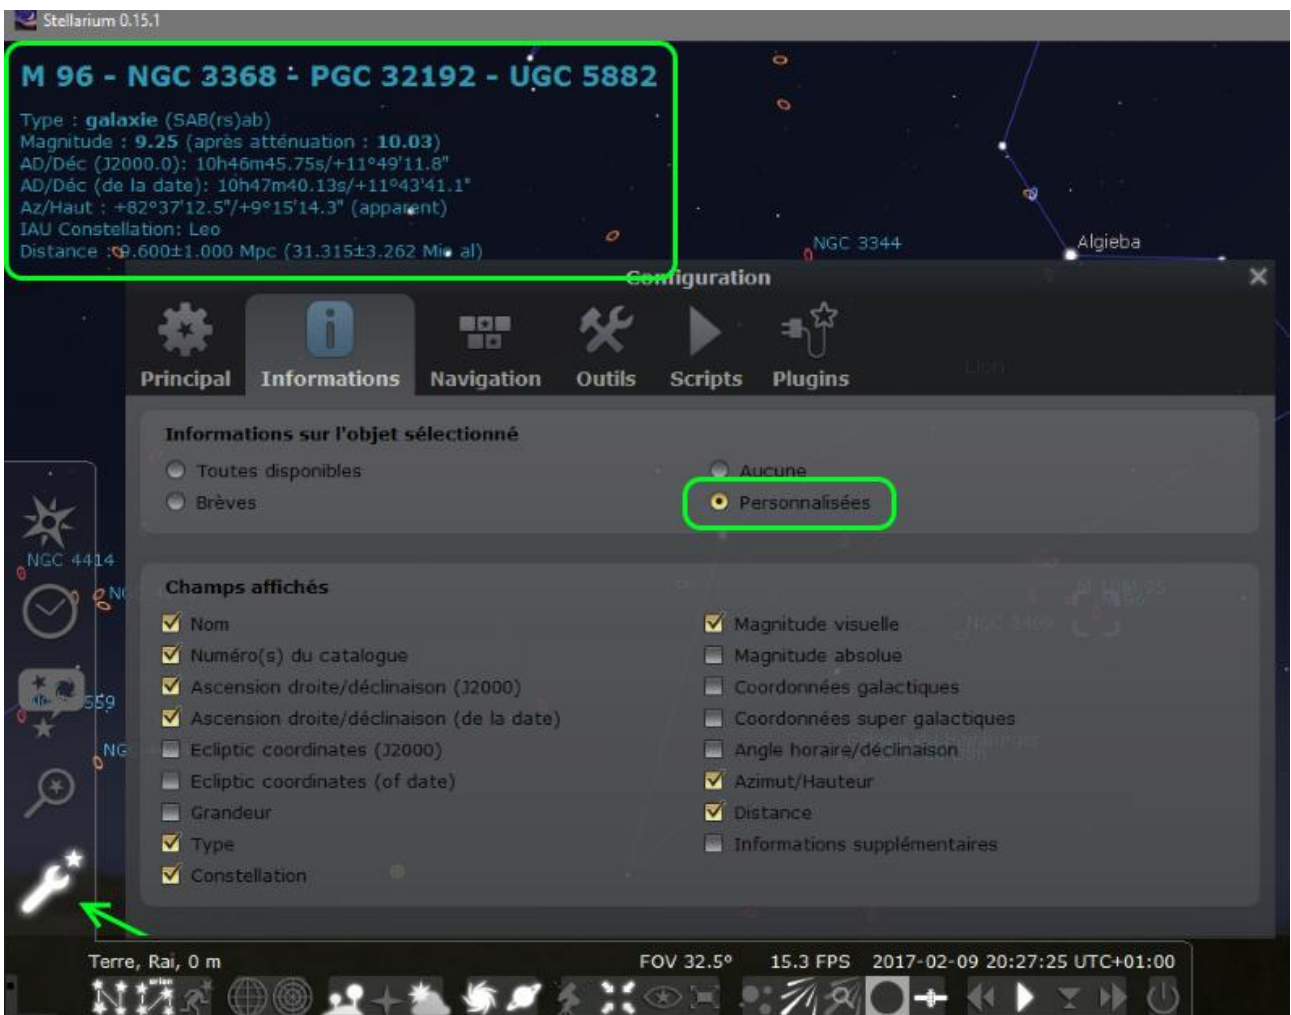 Stellarium 0.15.1
M 96 - NGC 3368 - PGC 32192 - UGC 5882
Type : galaxie (SAB(rs)ab)
Magnitude : 9.25 (après atténuation : 10.03)
AD/Déc (J2000.0): 10h46m45.75s/+11°49'11.8"
AD/Déc (de la date): 10h47m40.13s/+11°43'41.1"
Az/Haut : +82°37'12.5"/+9°15'14.3" (apparent)
IAU Constellation: Leo
Distance : 9.600±1.000 Mpc (31.315±3.262 Mio al)
NGC 3344
Algieba
Configuration
Principal
Informations
Navigation
Outils
Scripts
Plugins
Lion
Informations sur l'objet sélectionné
Toutes disponibles
Aucune
Brèves
Personnalisées
NGC 4414
Champs affichés
Nom
Magnitude visuelle
Numéro(s) du catalogue
Magnitude absolue
Ascension droite/déclinaison (J2000)
Coordonnées galactiques
559
Ascension droite/déclinaison (de la date)
Coordonnées super galactiques
Ecliptic coordinates (J2000)
Angle horaire/déclinaison
Ecliptic coordinates (of date)
Azimut/Hauteur
Grandeur
Distance
Type
Informations supplémentaires
Constellation
Terre, Rai, 0 m
FOV 32.5°
15.3 FPS
2017-02-09 20:27:25 UTC+01:00